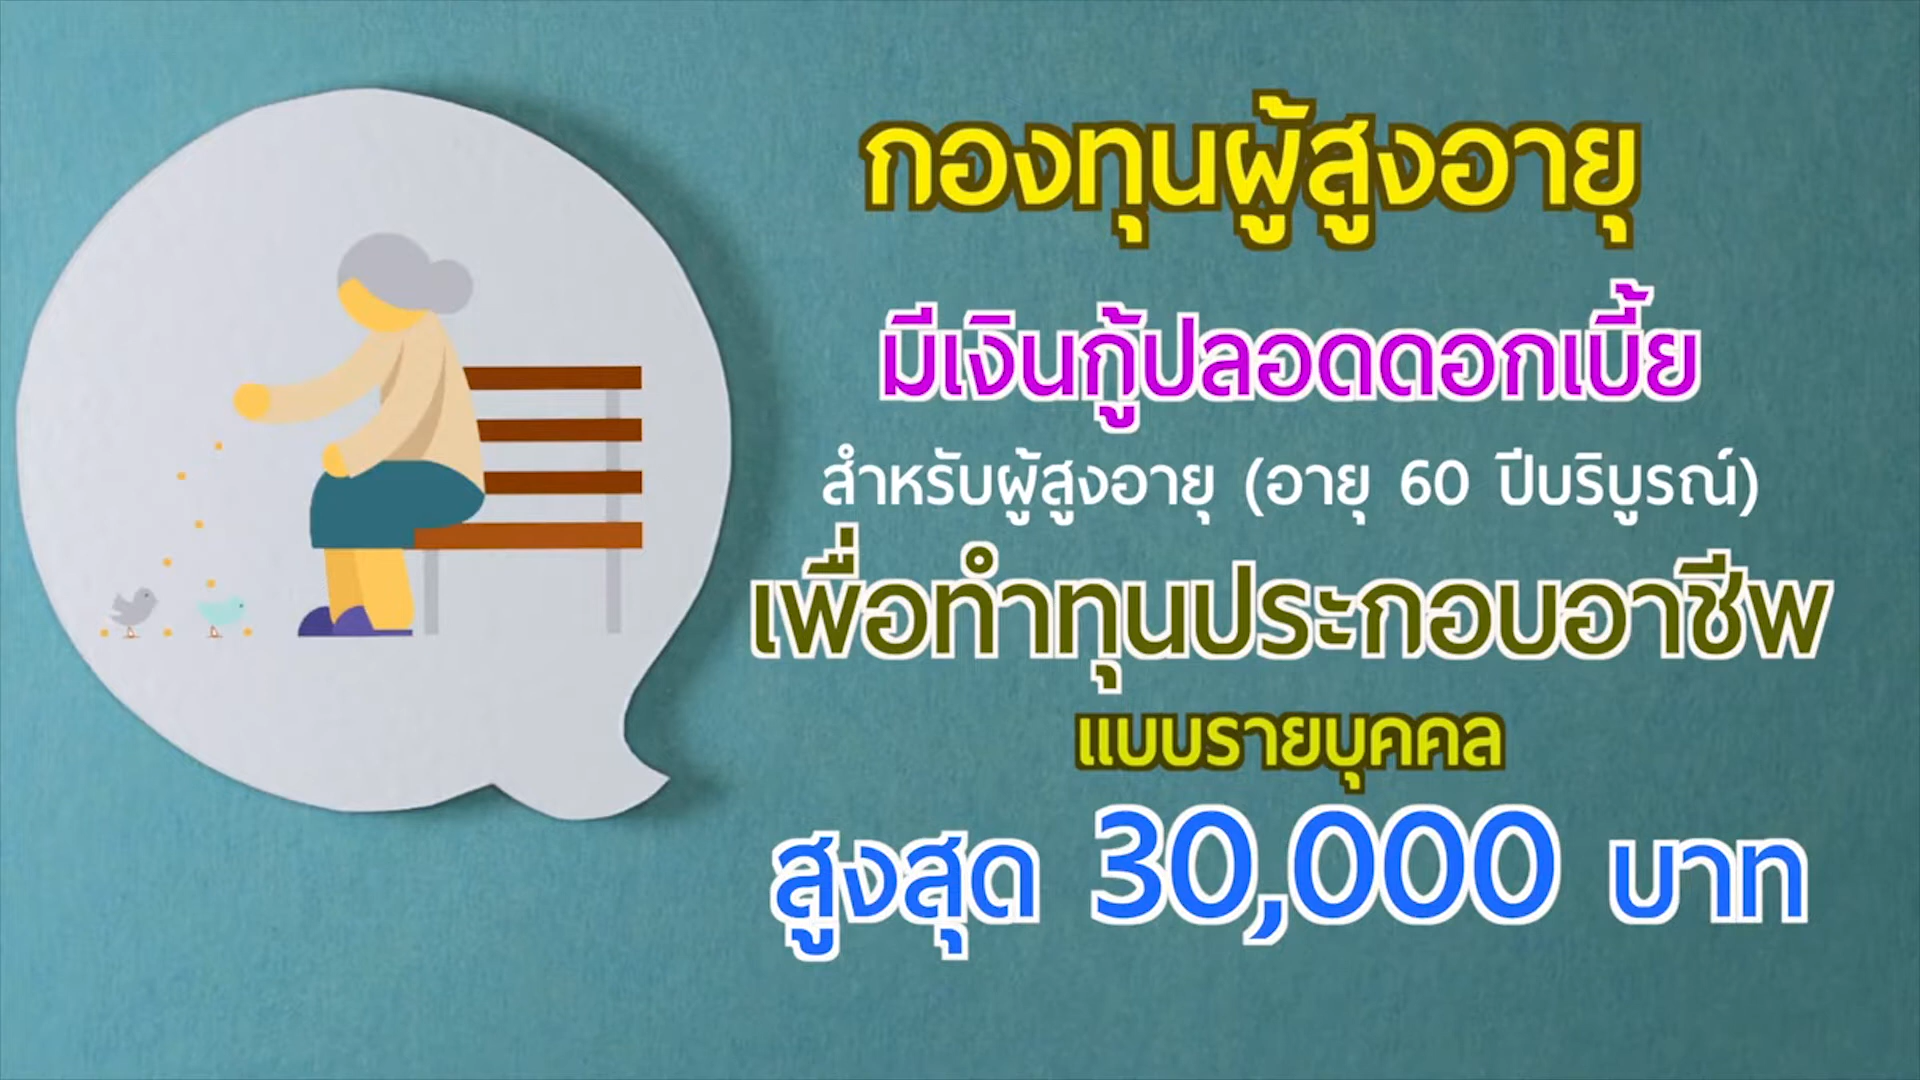 กองทุนผู้สูงอายุ
มีเงินกู้ปลอดดอกเบี้ย
สำหรับผู้สูงอายุ (อายุ 60 ปีบริบูรณ์)
เพื่อทำทุนประกอบอาชีพ
แบบรายบุคคล
สูงสุด 30,000 บาท